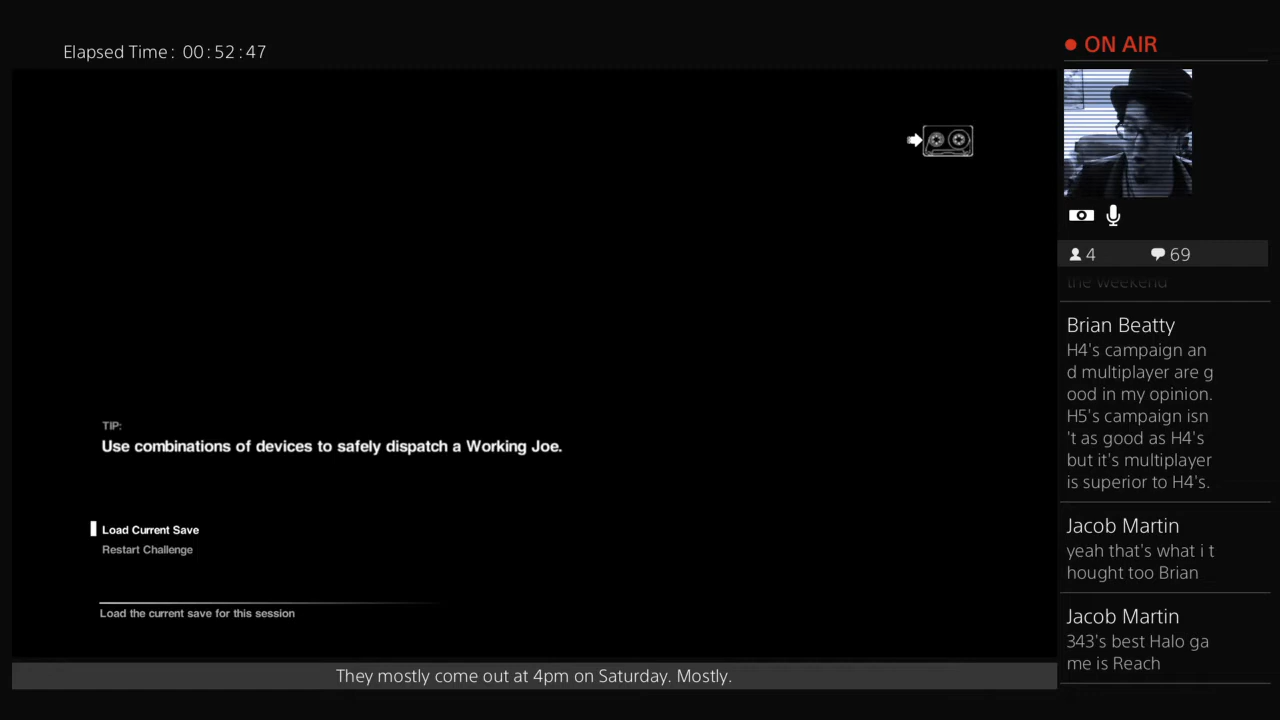 Elapsed Time: 00:52:47
ON AIR
4
69
the weekend
Brian Beatty
H4's campaign an
d multiplayer are g
ood in my opinion.
H5's campaign isn
't as good as H4's
but it's multiplayer
is superior to H4's.
Jacob Martin
yeah that's what i t
hought too Brian
Jacob Martin
343's best Halo ga
me is Reach
TIP:
Use combinations of devices to safely dispatch a Working Joe.
Load Current Save
Restart Challenge
Load the current save for this session
They mostly come out at 4pm on Saturday. Mostly.